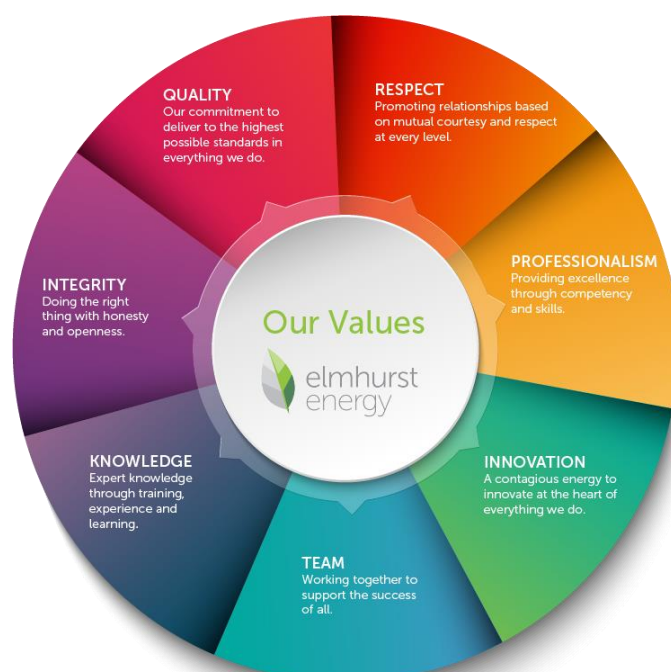 QUALITY
Our commitment to
deliver to the highest
possible standards in
everything we do.
RESPECT
Promoting relationships based
on mutual courtesy and respect
at every level.
PROFESSIONALISM
Providing excellence
through competency
and skills.
INNOVATION
A contagious energy to
innovate at the heart of
everything we do.
TEAM
Working together to
support the success
of all.
KNOWLEDGE
Expert knowledge
through training,
experience and
learning.
INTEGRITY
Doing the right
thing with honesty
and openness.
Our Values
elmhurst
energy